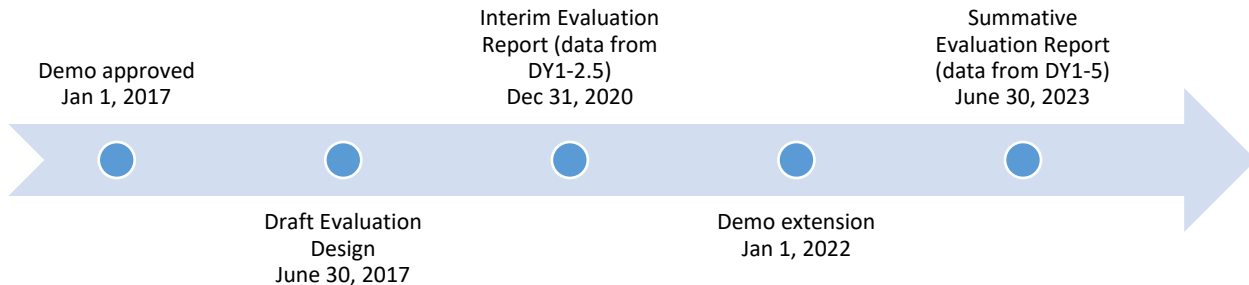 Demo approved
Jan 1, 2017
Draft Evaluation
Design
June 30, 2017
Interim Evaluation
Report (data from
DY1-2.5)
Dec 31, 2020
Demo extension
Jan 1, 2022
Summative
Evaluation Report
(data from DY1-5)
June 30, 2023